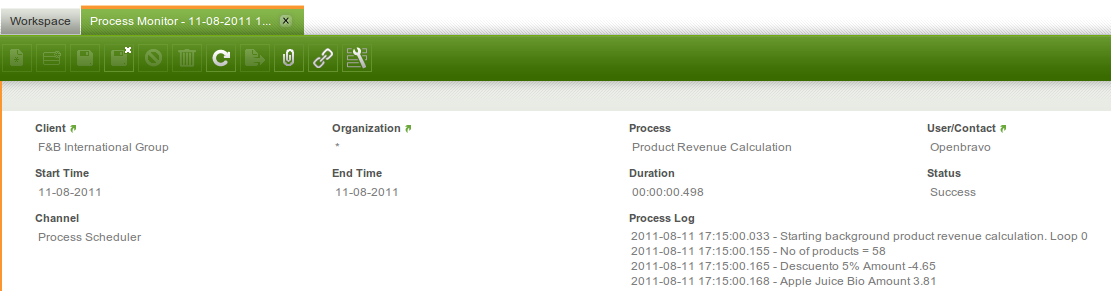 Workspace
Process Monitor - 11-08-2011 1... x
Client Organization Process User/Contact
F&B International Group * Product Revenue Calculation Openbravo
Start Time End Time Duration Status
11-08-2011 11-08-2011 00:00:00.498 Success
Channel Process Log
Process Scheduler
2011-08-11 17:15:00.033 - Starting background product revenue calculation. Loop 0
2011-08-11 17:15:00.155 - No of products = 58
2011-08-11 17:15:00.165 - Descuento 5% Amount -4.65
2011-08-11 17:15:00.168 - Apple Juice Bio Amount 3.81